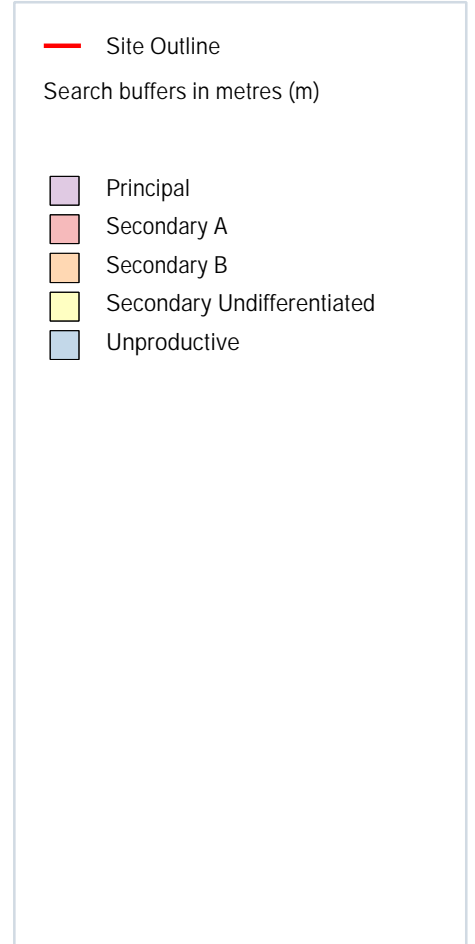 Site Outline
Search buffers in metres (m)
Principal
Secondary A
Secondary B
Secondary Undifferentiated
Unproductive